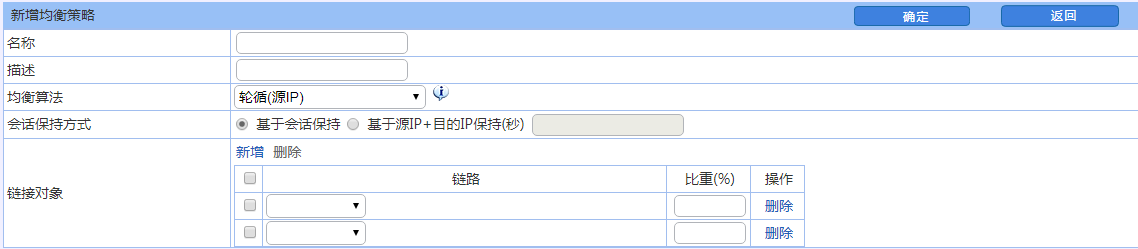 新增均衡策略 确定 返回
名称
描述
均衡算法 轮循(源IP)
会话保持方式 基于会话保持 基于源IP+目的IP保持(秒)
链接对象
新增 删除
链路 比重(%) 操作
删除
删除